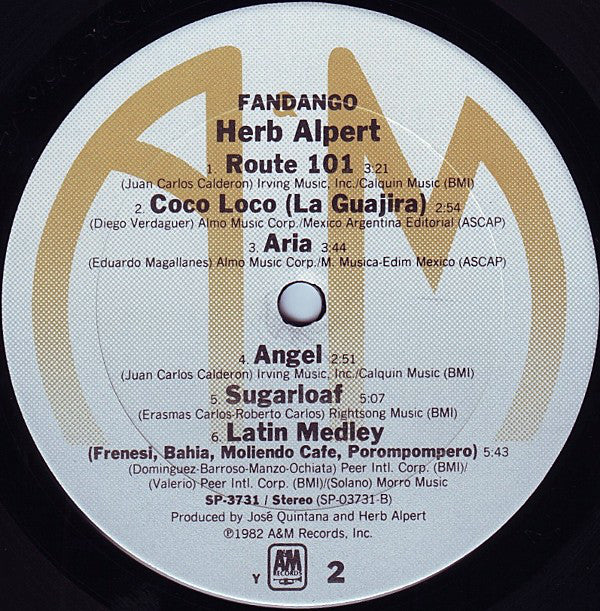 FANDANGO
Herb Alpert
1. Route 101 3:21
(Juan Carlos Calderon) Irving Music, Inc./Calquin Music (BMI)
2. Coco Loco (La Guajira) 2:54
(Diego Verdaguer) Almo Music Corp./Mexico Argentina Editorial (ASCAP)
3. Aria 3:44
(Eduardo Magallanes) Almo Music Corp./M. Musica-Edim Mexico (ASCAP)
4. Angel 2:51
(Juan Carlos Calderon) Irving Music, Inc./Calquin Music (BMI)
5. Sugarloaf 5:07
(Erasmas Carlos-Roberto Carlos) Rightsong Music (BMI)
6. Latin Medley
(Frenesi, Bahia, Moliendo Cafe, Porompompero) 5:43
(Dominguez-Barroso-Manzo-Ochiata) Peer Intl. Corp. (BMI)/
(Valerio) Peer Intl. Corp. (BMI)/(Solano) Morro Music
SP-3731 / Stereo (SP-03731-B)
Produced by José Quintana and Herb Alpert
℗1982 A&M Records, Inc.
Y A&M RECORDS 2